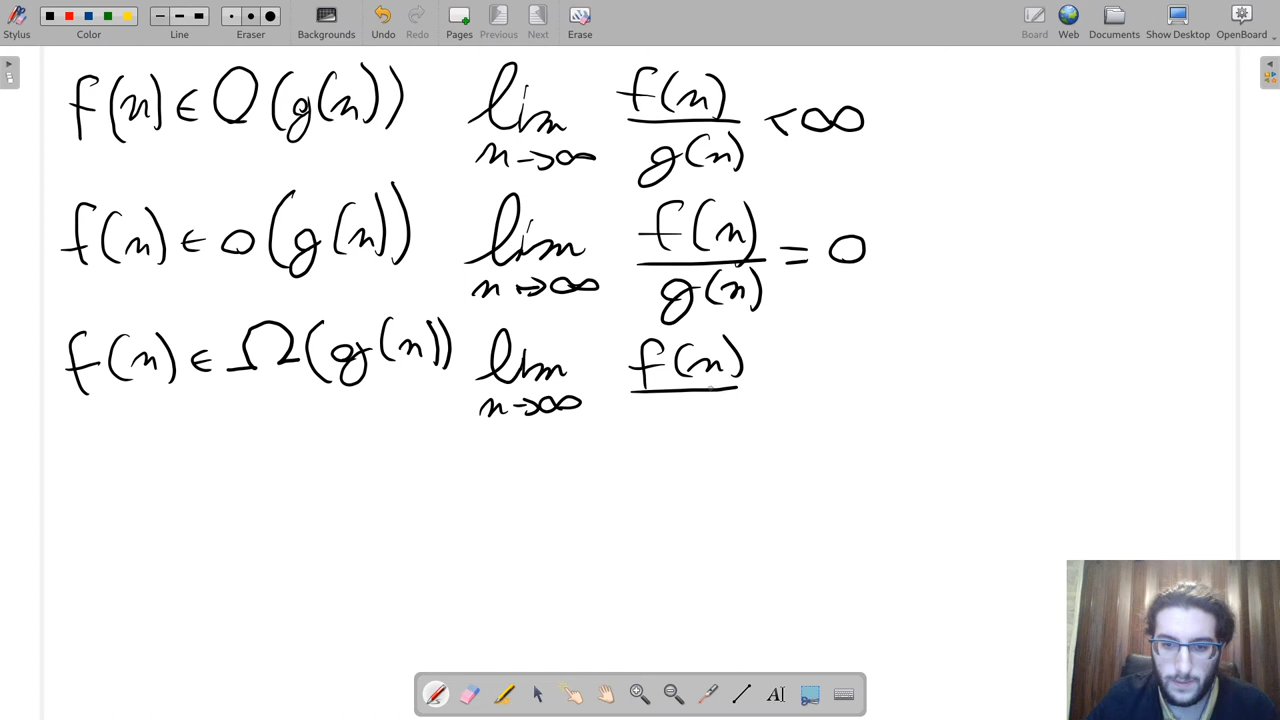 Stylus Color Line Eraser Backgrounds Undo Redo Pages Previous Next Erase Board Web Documents Show Desktop OpenBoard
f(n) ∈ O(g(n)) lim n→∞ f(n)/g(n) < ∞
f(n) ∈ o(g(n)) lim n→∞ f(n)/g(n) = 0
f(n) ∈ Ω(g(n)) lim n→∞ f(n)
AI